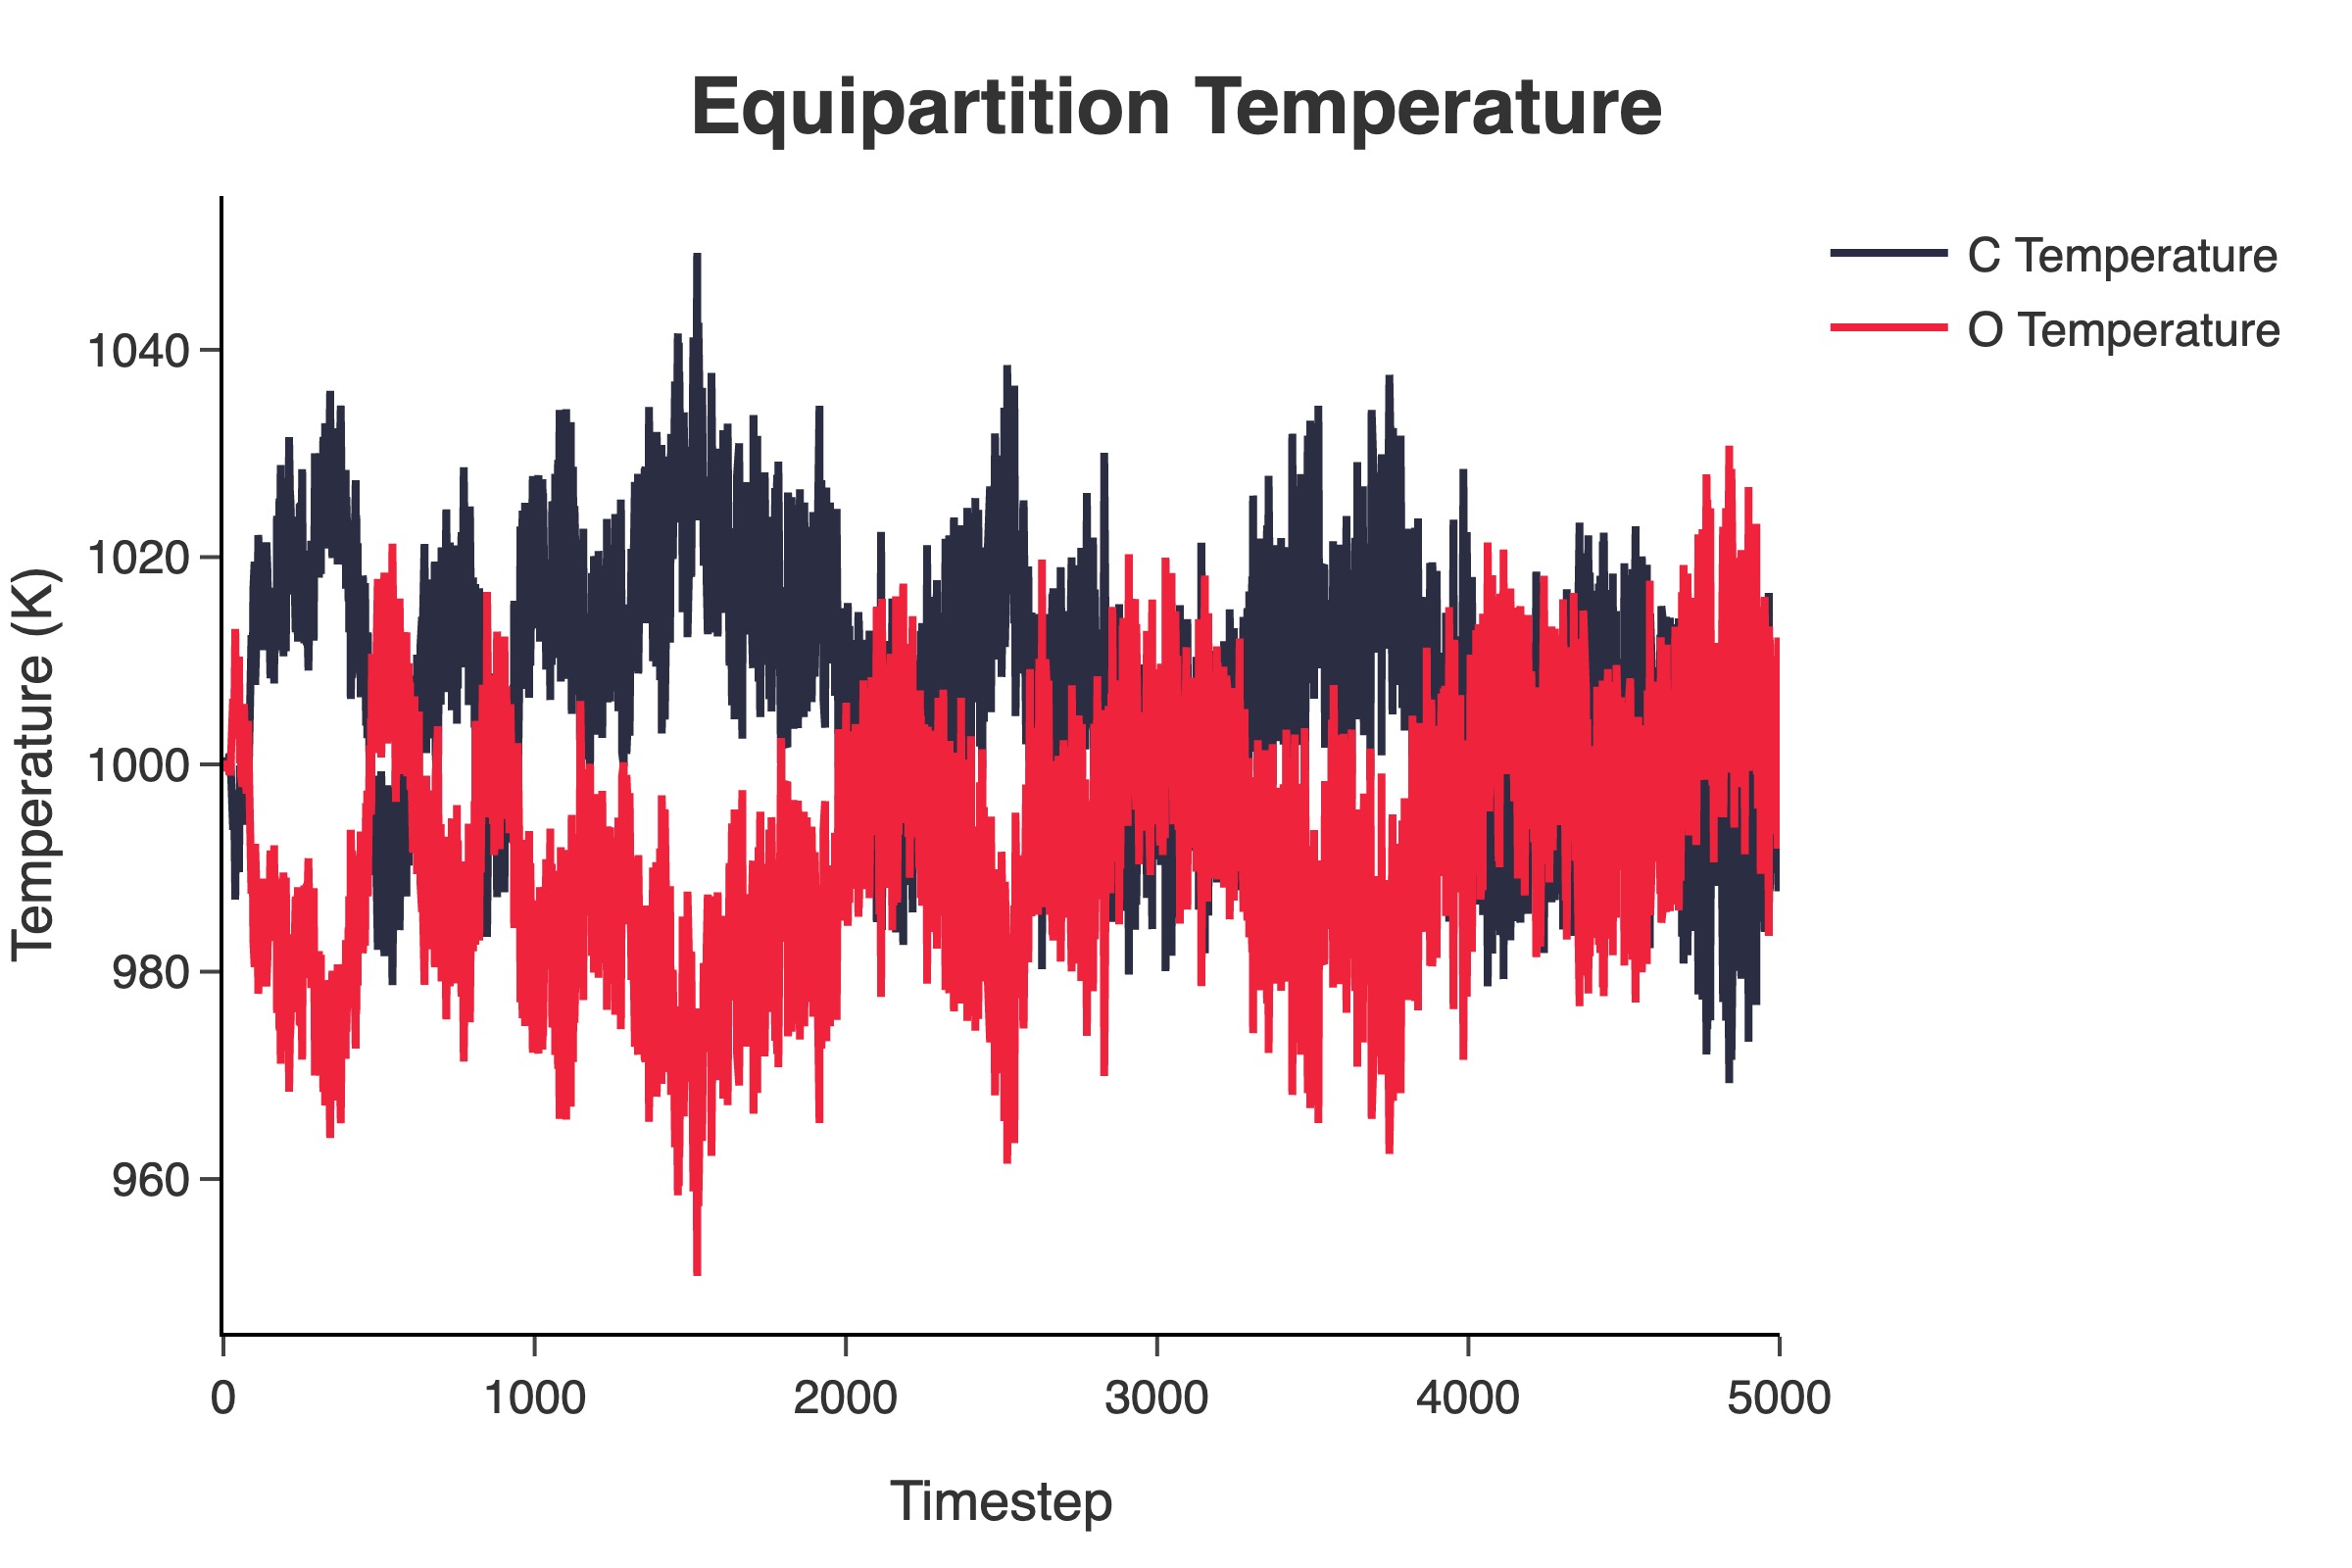 Equipartition Temperature
C Temperature
O Temperature
Temperature (K)
1040
1020
1000
980
960
0 1000 2000 3000 4000 5000
Timestep